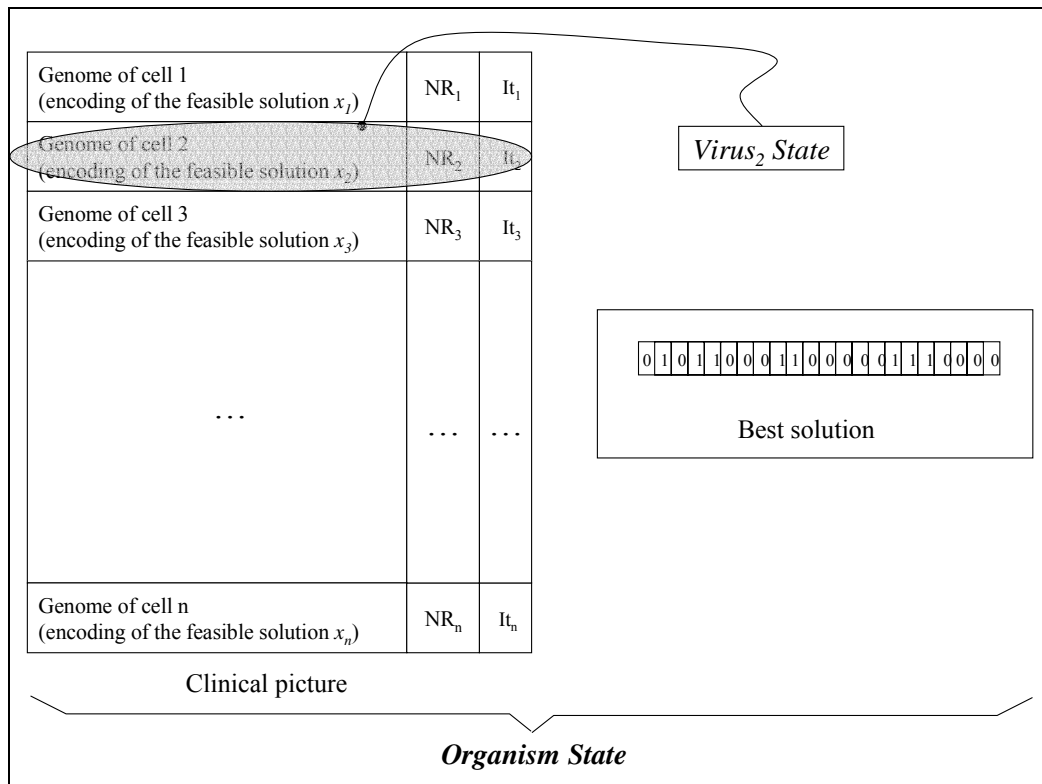 Genome of cell 1
(encoding of the feasible solution x₁)
NR₁
It₁
Genome of cell 2
(encoding of the feasible solution x₂)
NR₂
It₂
Genome of cell 3
(encoding of the feasible solution x₃)
NR₃
It₃
...
... ...
Genome of cell n
(encoding of the feasible solution xₙ)
NRₙ
Itₙ
Clinical picture
Virus₂ State
0 1 0 1 1 0 0 0 1 1 0 0 0 0 0 1 1 1 0 0 0 0
Best solution
Organism State